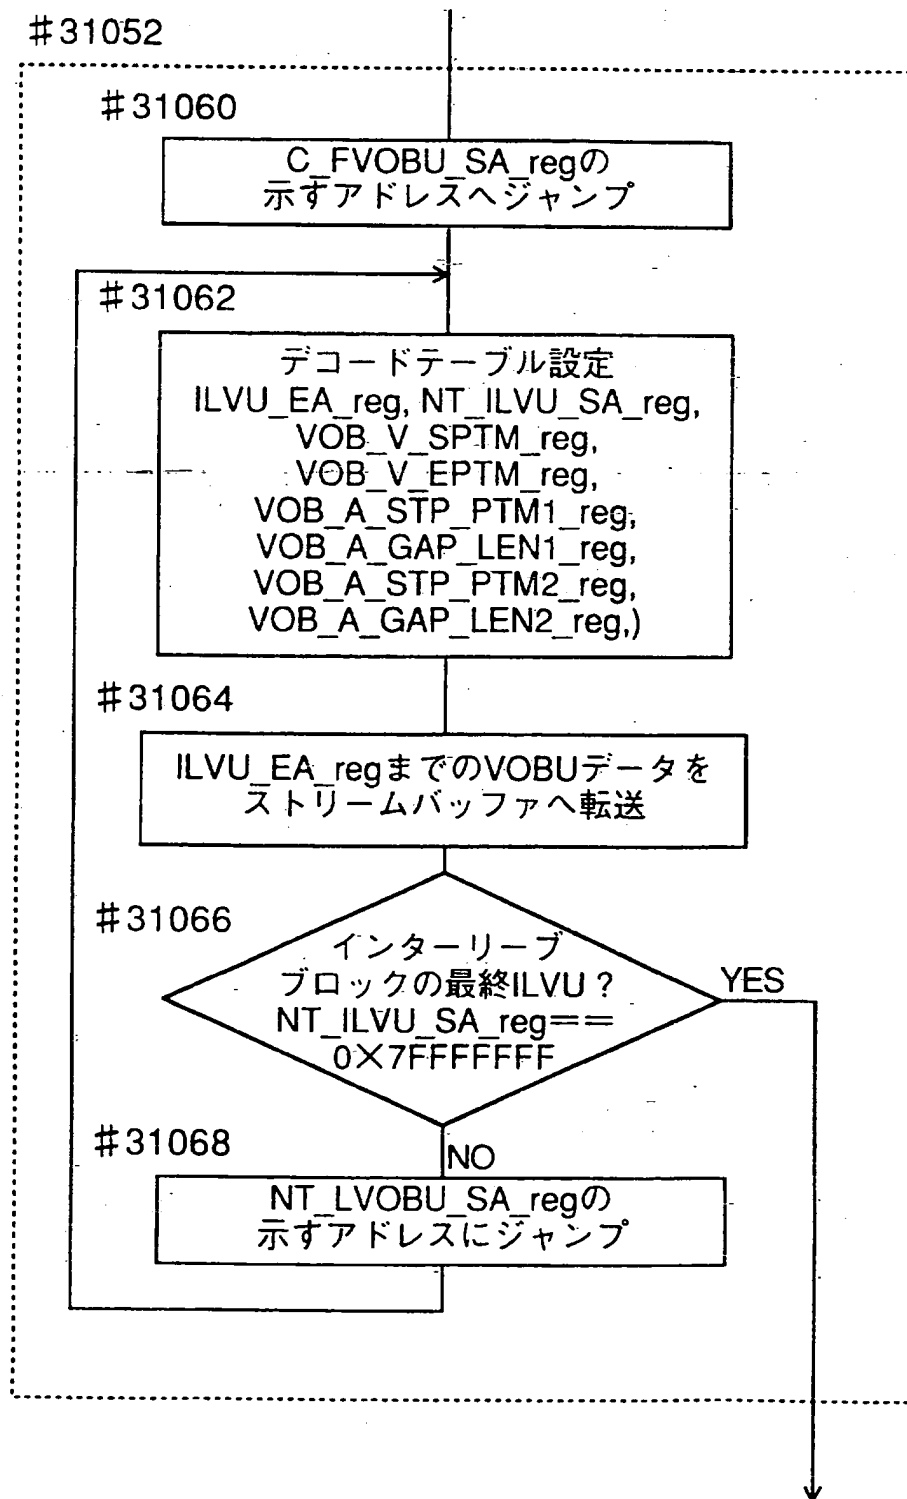 #31052
#31060
C_FVOBU_SA_regの
示すアドレスへジャンプ
#31062
デコードテーブル設定
ILVU_EA_reg, NT_ILVU_SA_reg,
VOB_V_SPTM_reg,
VOB_V_EPTM_reg,
VOB_A_STP_PTM1_reg,
VOB_A_GAP_LEN1_reg,
VOB_A_STP_PTM2_reg,
VOB_A_GAP_LEN2_reg,)
#31064
ILVU_EA_regまでのVOBUデータを
ストリームバッファへ転送
#31066
インターリーブ
ブロックの最終ILVU?
NT_ILVU_SA_reg==
0×7FFFFFFF
YES
NO
#31068
NT_LVOBU_SA_regの
示すアドレスにジャンプ